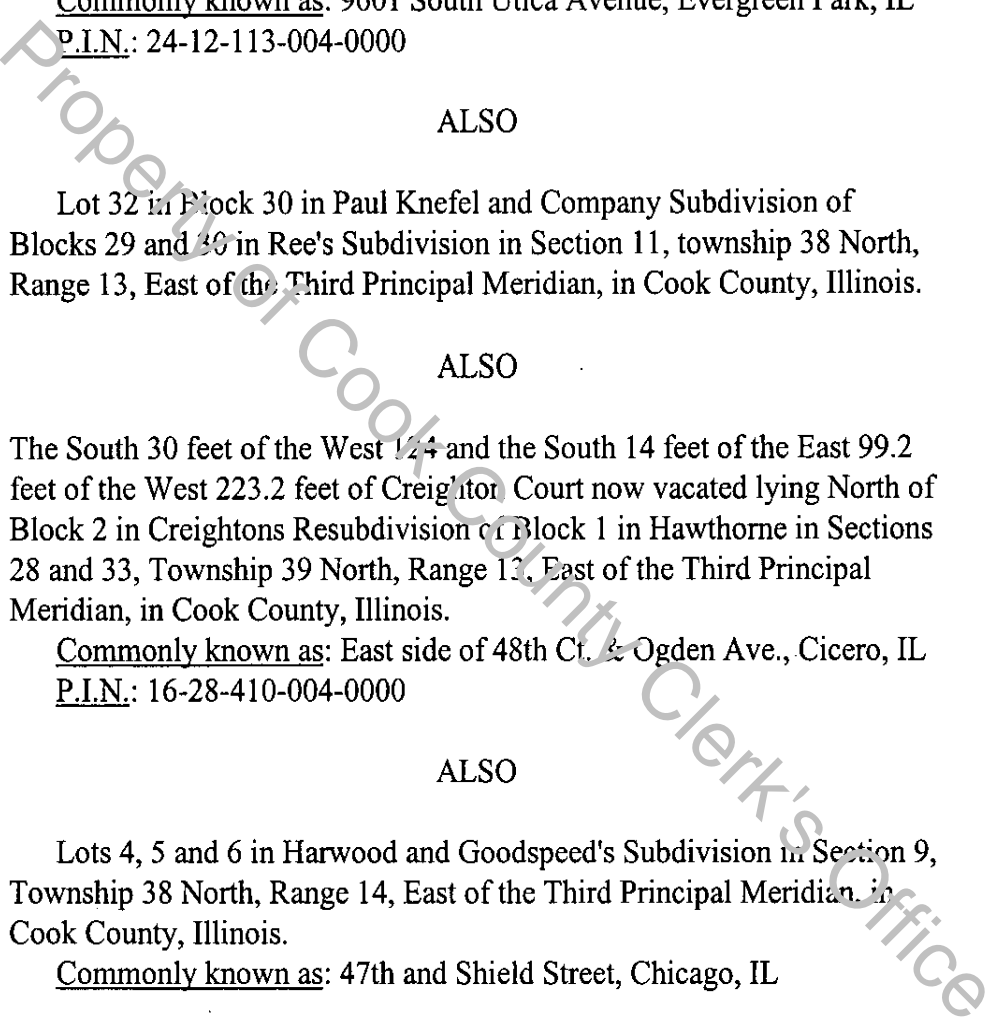 Commonly known as: 9601 South Utica Avenue, Evergreen Park, IL
P.I.N.: 24-12-113-004-0000
ALSO
Lot 32 in Block 30 in Paul Knefel and Company Subdivision of
Blocks 29 and 30 in Ree's Subdivision in Section 11, township 38 North,
Range 13, East of the Third Principal Meridian, in Cook County, Illinois.
ALSO
The South 30 feet of the West 124 and the South 14 feet of the East 99.2
feet of the West 223.2 feet of Creighton Court now vacated lying North of
Block 2 in Creightons Resubdivision of Block 1 in Hawthorne in Sections
28 and 33, Township 39 North, Range 13, East of the Third Principal
Meridian, in Cook County, Illinois.
Commonly known as: East side of 48th Ct. & Ogden Ave., Cicero, IL
P.I.N.: 16-28-410-004-0000
ALSO
Lots 4, 5 and 6 in Harwood and Goodspeed's Subdivision in Section 9,
Township 38 North, Range 14, East of the Third Principal Meridian, in
Cook County, Illinois.
Commonly known as: 47th and Shield Street, Chicago, IL
Property of Cook County Clerk's Office